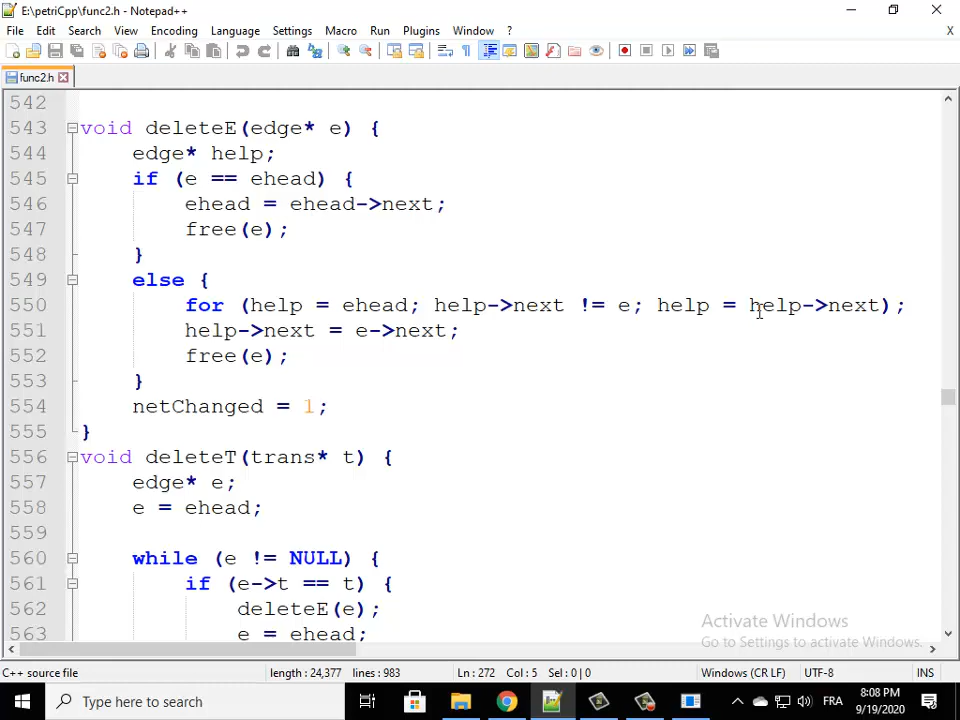 E:\petriCpp\func2.h - Notepad++
File Edit Search View Encoding Language Settings Macro Run Plugins Window ? X
func2.h
542
543 void deleteE(edge* e) {
544 edge* help;
545 if (e == ehead) {
546 ehead = ehead->next;
547 free(e);
548 }
549 else {
550 for (help = ehead; help->next != e; help = help->next);
551 help->next = e->next;
552 free(e);
553 }
554 netChanged = 1;
555 }
556 void deleteT(trans* t) {
557 edge* e;
558 e = ehead;
559
560 while (e != NULL) {
561 if (e->t == t) {
562 deleteE(e);
563 e = ehead;
Activate Windows
Go to Settings to activate Windows.
C++ source file length : 24,377 lines : 983 Ln : 272 Col : 5 Sel : 0 | 0 Windows (CR LF) UTF-8 INS
Type here to search
FRA
8:08 PM
9/19/2020